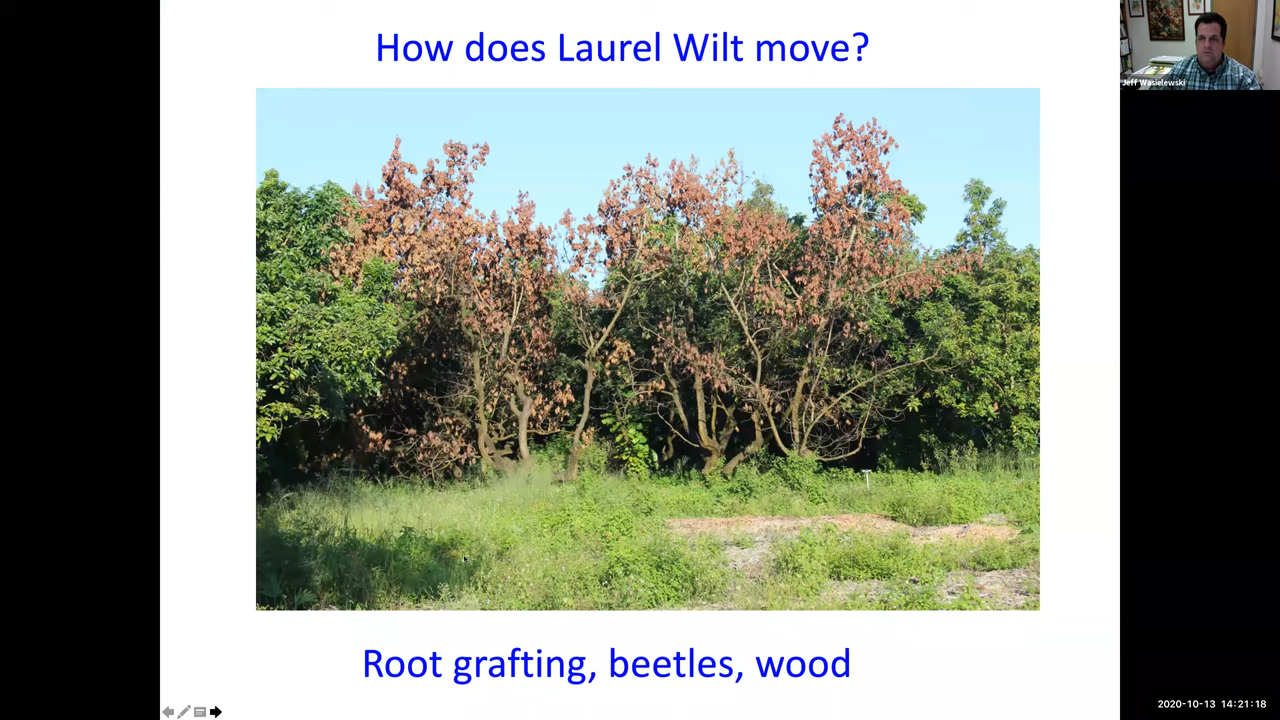 How does Laurel Wilt move?
Jeff Wasielewski
Root grafting, beetles, wood
2020-10-13 14:21:18